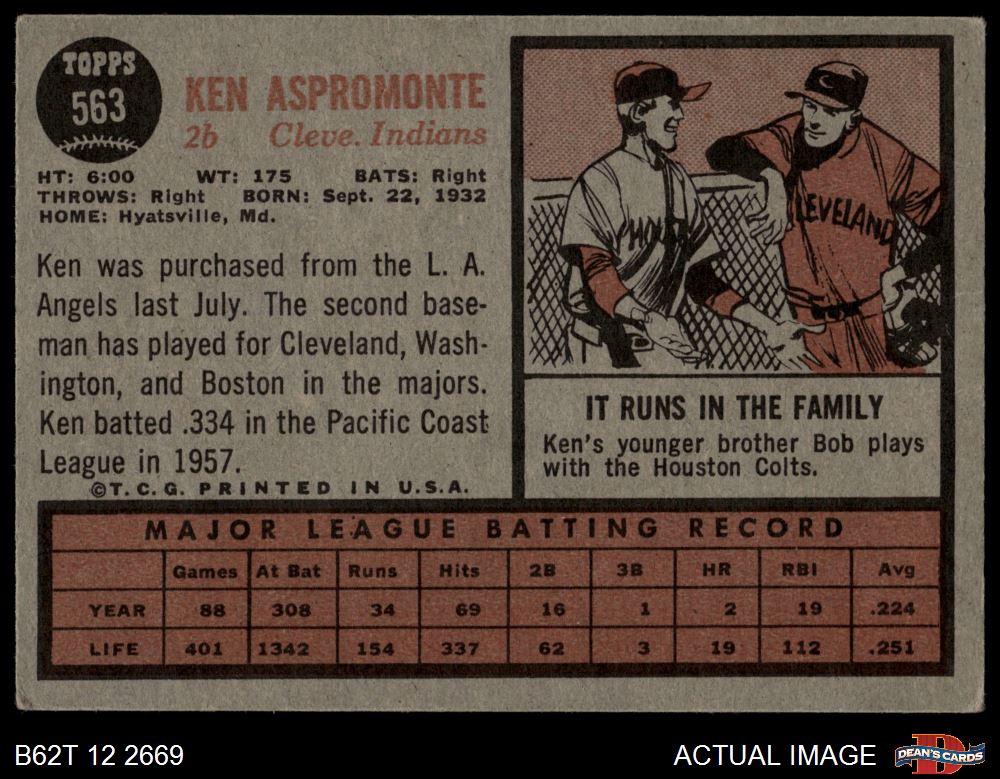 TOPPS
563
KEN ASPROMONTE
2b Cleve. Indians
HT: 6:00 WT: 175 BATS: Right
THROWS: Right BORN: Sept. 22, 1932
HOME: Hyatsville, Md.
Ken was purchased from the L. A.
Angels last July. The second base-
man has played for Cleveland, Wash-
ington, and Boston in the majors.
Ken batted .334 in the Pacific Coast
League in 1957.
©T.C.G. PRINTED IN U.S.A.
HOU
LEVELAND
IT RUNS IN THE FAMILY
Ken's younger brother Bob plays
with the Houston Colts.
MAJOR LEAGUE BATTING RECORD
Games At Bat Runs Hits 2B 3B HR RBI Avg
YEAR 88 308 34 69 16 1 2 19 .224
LIFE 401 1342 154 337 62 3 19 112 .251
B62T 12 2669
ACTUAL IMAGE
DEAN'S CARDS